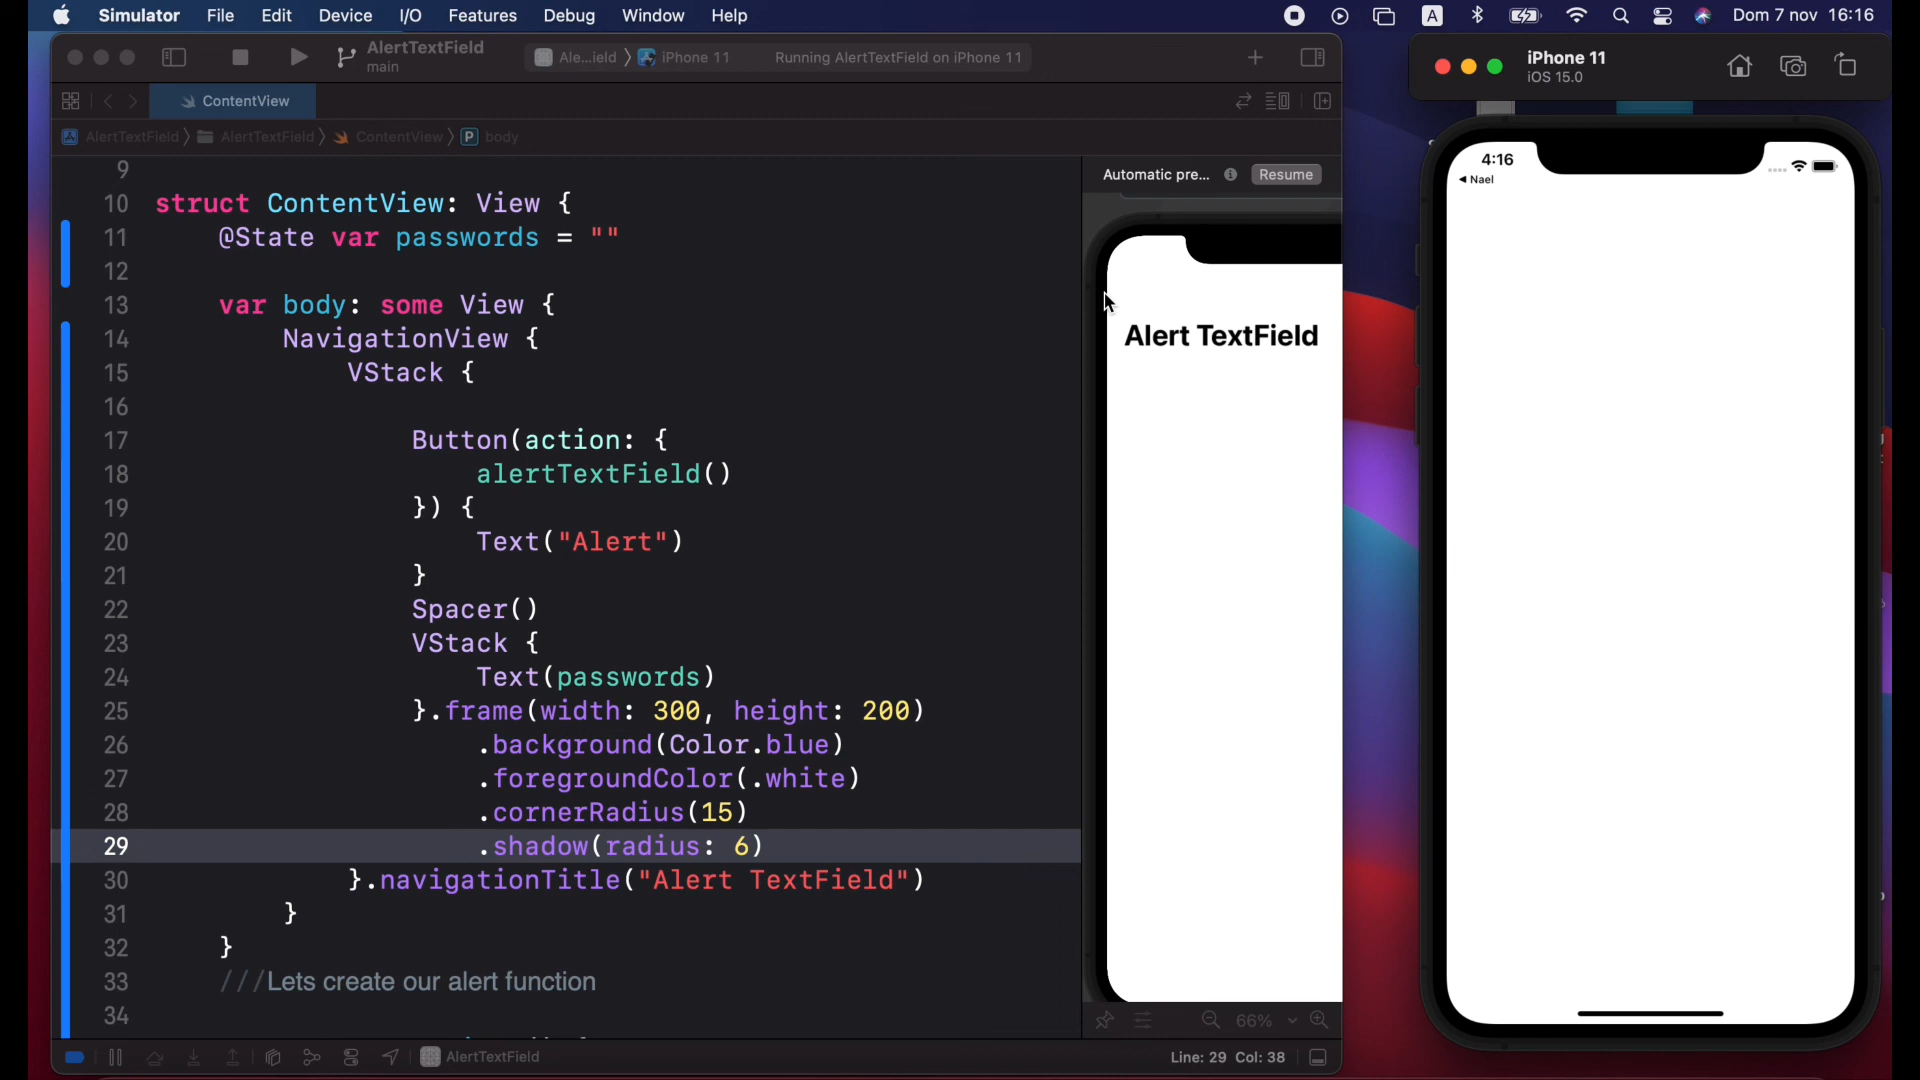 Simulator File Edit Device I/O Features Debug Window Help
A
Dom 7 nov 16:16
AlertTextField
main
Ale...ield iPhone 11
Running AlertTextField on iPhone 11
ContentView
AlertTextField AlertTextField ContentView P body
9
10 struct ContentView: View {
11 @State var passwords = ""
12
13 var body: some View {
14 NavigationView {
15 VStack {
16
17 Button(action: {
18 alertTextField()
19 }) {
20 Text("Alert")
21 }
22 Spacer()
23 VStack {
24 Text(passwords)
25 }.frame(width: 300, height: 200)
26 .background(Color.blue)
27 .foregroundColor(.white)
28 .cornerRadius(15)
29 .shadow(radius: 6)
30 }.navigationTitle("Alert TextField")
31 }
32 }
33 ///Lets create our alert function
34
AlertTextField
Line: 29 Col: 38
Automatic pre... Resume
Alert TextField
66%
iPhone 11
iOS 15.0
4:16
Nael